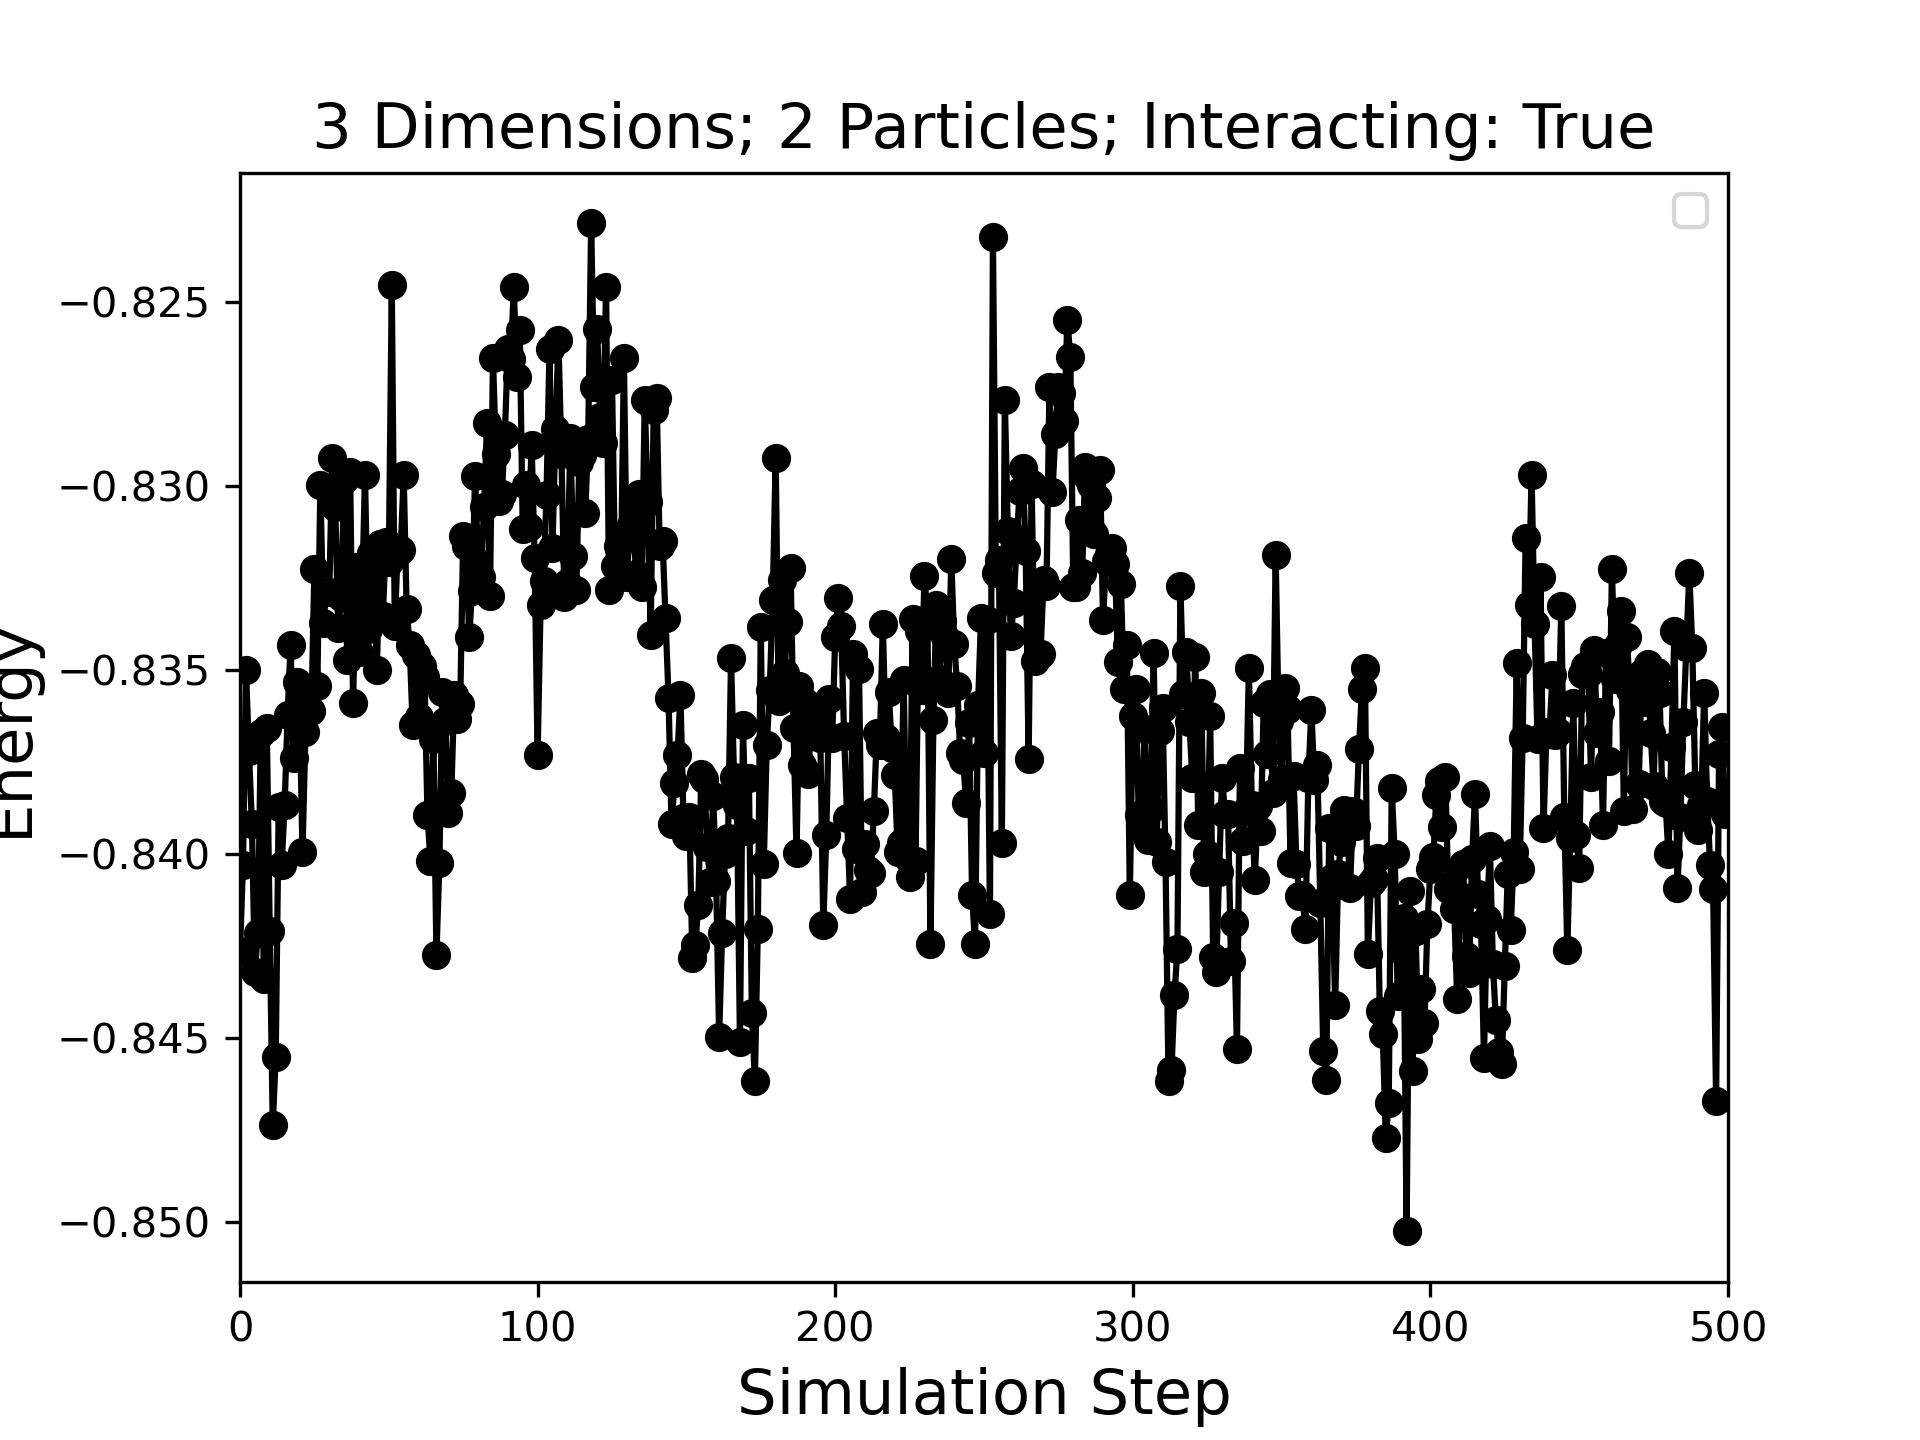 3 Dimensions; 2 Particles; Interacting: True
Energy
−0.825
−0.830
−0.835
−0.840
−0.845
−0.850
0 100 200 300 400 500
Simulation Step